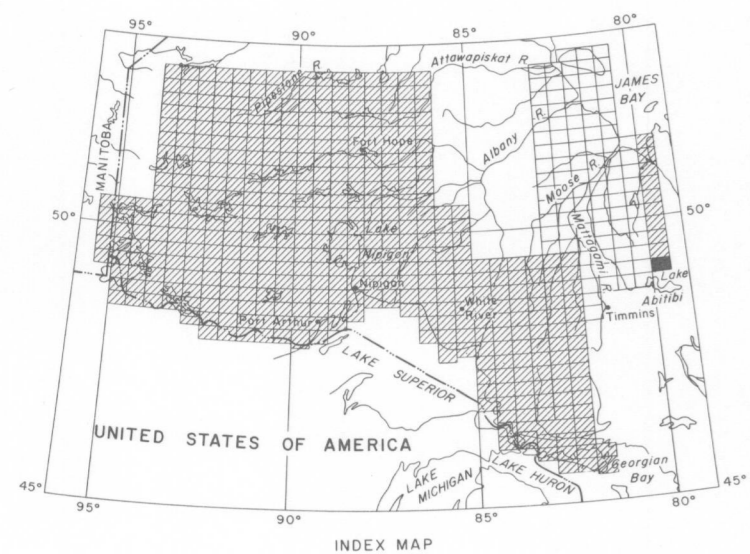 95°
90°
85°
80°
Attawapiskat R.
Pipestone R.
JAMES
BAY
Albany R.
MANITOBA
Fort Hope
Moose R.
50°
50°
Lake
Nipigon
Mattagami R.
Nipigon
Lake
Abitibi
White
River
Timmins
Port Arthur
LAKE SUPERIOR
UNITED STATES OF AMERICA
LAKE
MICHIGAN
LAKE HURON
Georgian
Bay
45°
45°
95°
90°
85°
80°
INDEX MAP